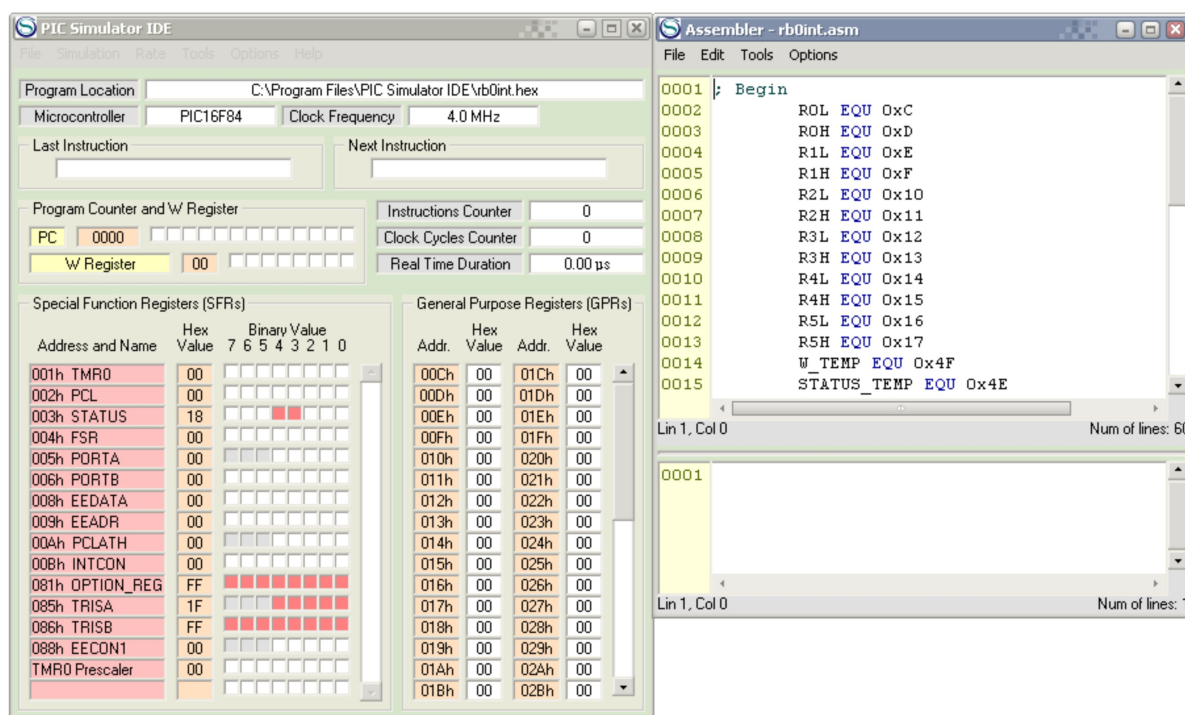 PIC Simulator IDE
File Simulation Rate Tools Options Help
Program Location C:\Program Files\PIC Simulator IDE\rb0int.hex
Microcontroller PIC16F84 Clock Frequency 4.0 MHz
Last Instruction Next Instruction
Program Counter and W Register
PC 0000
W Register 00
Instructions Counter 0
Clock Cycles Counter 0
Real Time Duration 0.00 µs
Special Function Registers (SFRs)
Address and Name Hex Value Binary Value 7 6 5 4 3 2 1 0
001h TMR0 00
002h PCL 00
003h STATUS 18
004h FSR 00
005h PORTA 00
006h PORTB 00
008h EEDATA 00
009h EEADR 00
00Ah PCLATH 00
00Bh INTCON 00
081h OPTION_REG FF
085h TRISA 1F
086h TRISB FF
088h EECON1 00
TMR0 Prescaler 00
General Purpose Registers (GPRs)
Addr. Hex Value Addr. Hex Value
00Ch 00 01Ch 00
00Dh 00 01Dh 00
00Eh 00 01Eh 00
00Fh 00 01Fh 00
010h 00 020h 00
011h 00 021h 00
012h 00 022h 00
013h 00 023h 00
014h 00 024h 00
015h 00 025h 00
016h 00 026h 00
017h 00 027h 00
018h 00 028h 00
019h 00 029h 00
01Ah 00 02Ah 00
01Bh 00 02Bh 00
Assembler - rb0int.asm
File Edit Tools Options
0001 ; Begin
0002 R0L EQU 0xC
0003 R0H EQU 0xD
0004 R1L EQU 0xE
0005 R1H EQU 0xF
0006 R2L EQU 0x10
0007 R2H EQU 0x11
0008 R3L EQU 0x12
0009 R3H EQU 0x13
0010 R4L EQU 0x14
0011 R4H EQU 0x15
0012 R5L EQU 0x16
0013 R5H EQU 0x17
0014 W_TEMP EQU 0x4F
0015 STATUS_TEMP EQU 0x4E
Lin 1, Col 0 Num of lines: 60
0001
Lin 1, Col 0 Num of lines: 1